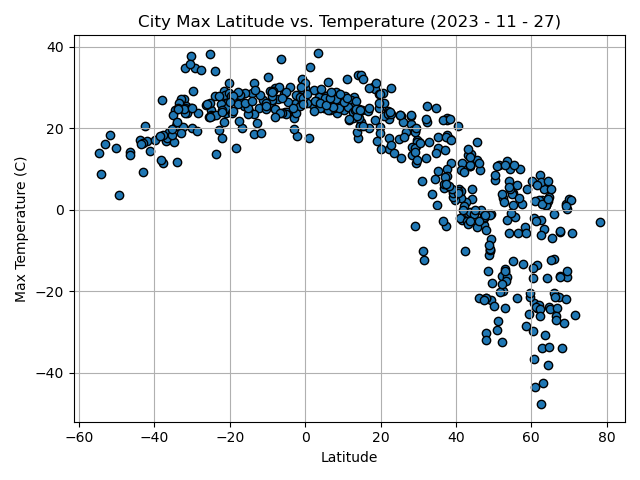 City Max Latitude vs. Temperature (2023 - 11 - 27)
40
20
0
−20
−40
Max Temperature (C)
−60 −40 −20 0 20 40 60 80
Latitude